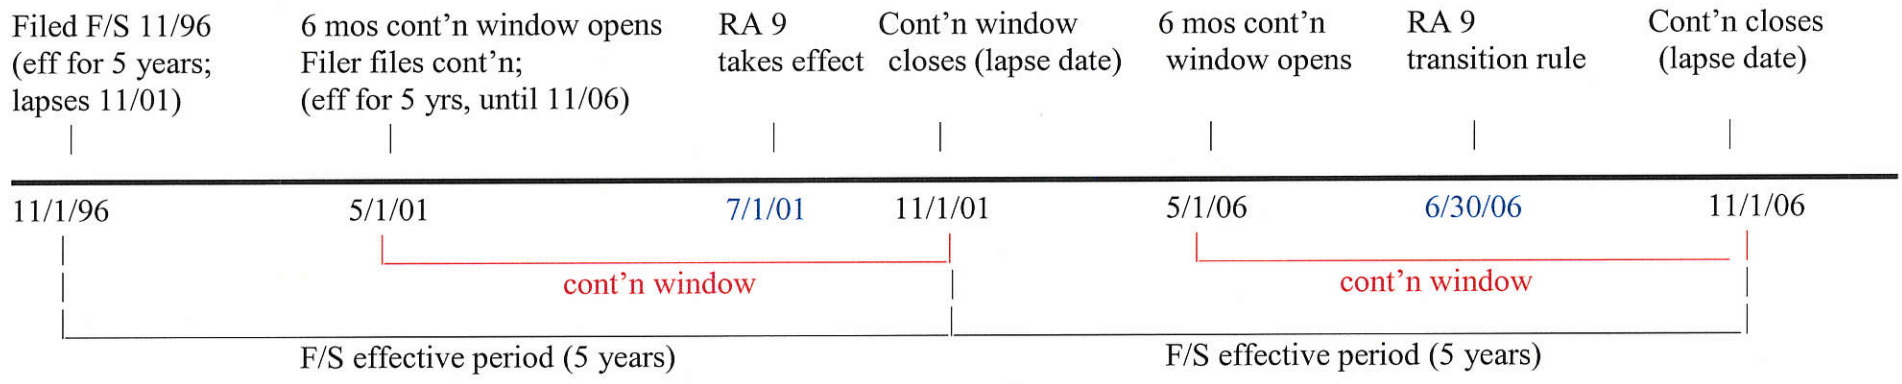 Filed F/S 11/96
(eff for 5 years;
lapses 11/01)
6 mos cont'n window opens
Filer files cont'n;
(eff for 5 yrs, until 11/06)
RA 9
takes effect
Cont'n window
closes (lapse date)
6 mos cont'n
window opens
RA 9
transition rule
Cont'n closes
(lapse date)
11/1/96
5/1/01
7/1/01
11/1/01
5/1/06
6/30/06
11/1/06
cont'n window
cont'n window
F/S effective period (5 years)
F/S effective period (5 years)